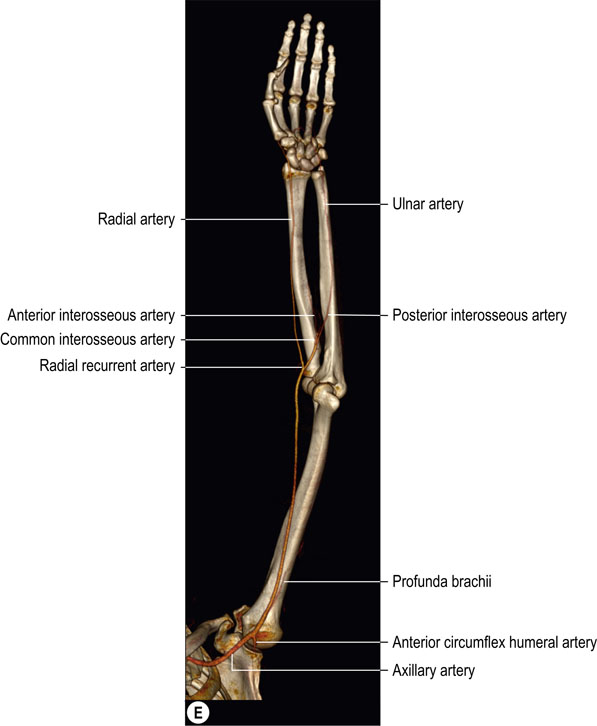 Radial artery
Ulnar artery
Anterior interosseous artery
Posterior interosseous artery
Common interosseous artery
Radial recurrent artery
Profunda brachii
Anterior circumflex humeral artery
Axillary artery
E